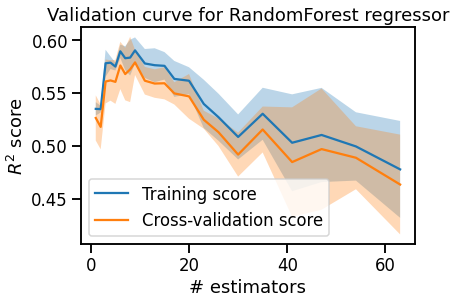 Validation curve for RandomForest regressor
0.60
0.55
0.50
0.45
R² score
Training score
Cross-validation score
0 20 40 60
# estimators